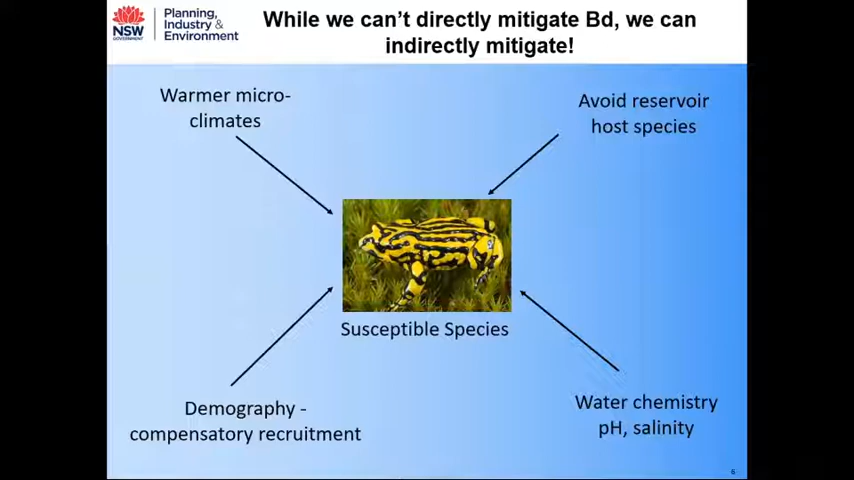 NSW
GOVERNMENT
Planning,
Industry &
Environment
While we can't directly mitigate Bd, we can
indirectly mitigate!
Warmer micro-
climates
Avoid reservoir
host species
Susceptible Species
Demography -
compensatory recruitment
Water chemistry
pH, salinity
6